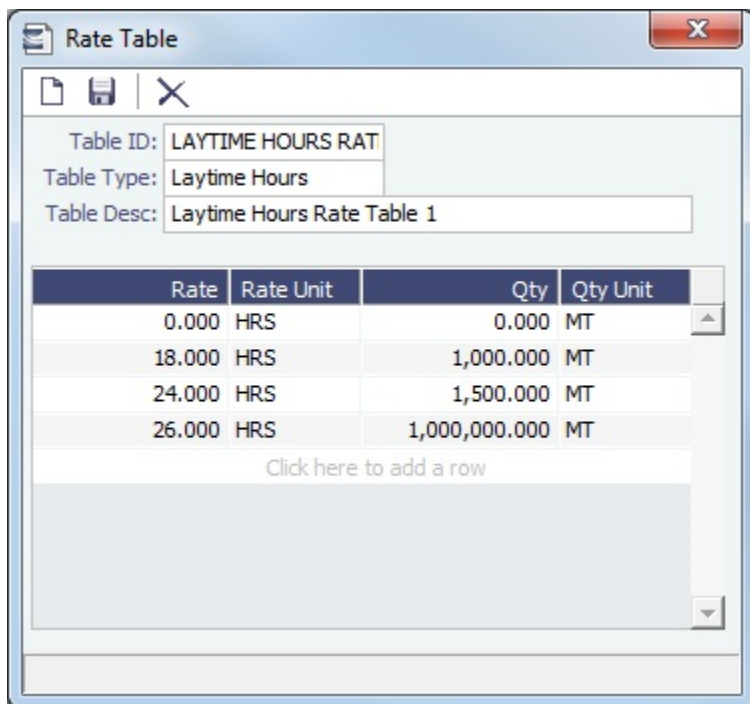 Rate Table
Table ID: LAYTIME HOURS RAT
Table Type: Laytime Hours
Table Desc: Laytime Hours Rate Table 1
Rate Rate Unit Qty Qty Unit
0.000 HRS 0.000 MT
18.000 HRS 1,000.000 MT
24.000 HRS 1,500.000 MT
26.000 HRS 1,000,000.000 MT
Click here to add a row